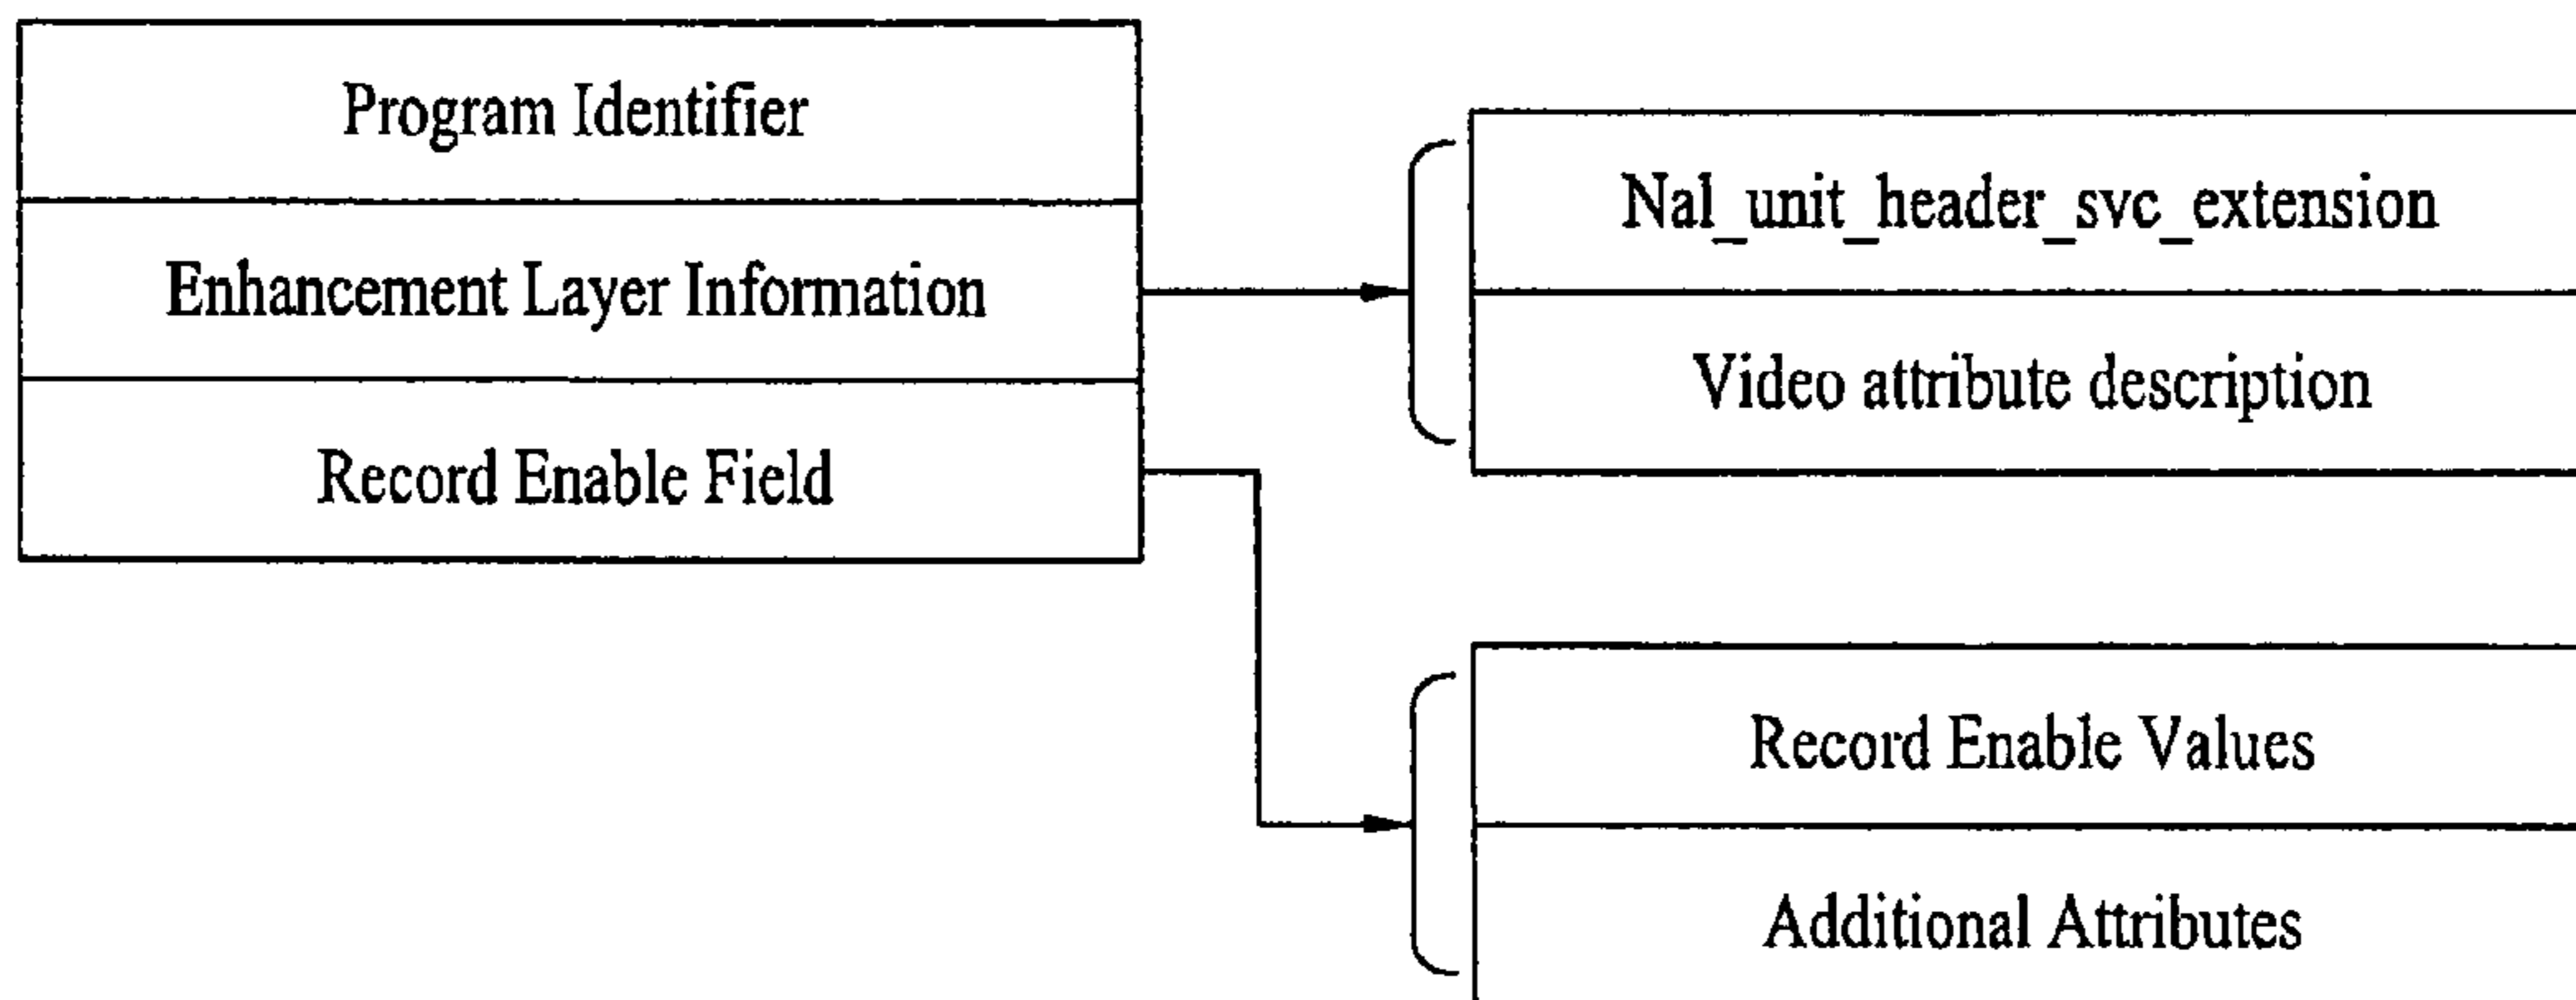 Program Identifier
Enhancement Layer Information
Record Enable Field
Nal_unit_header_svc_extension
Video attribute description
Record Enable Values
Additional Attributes